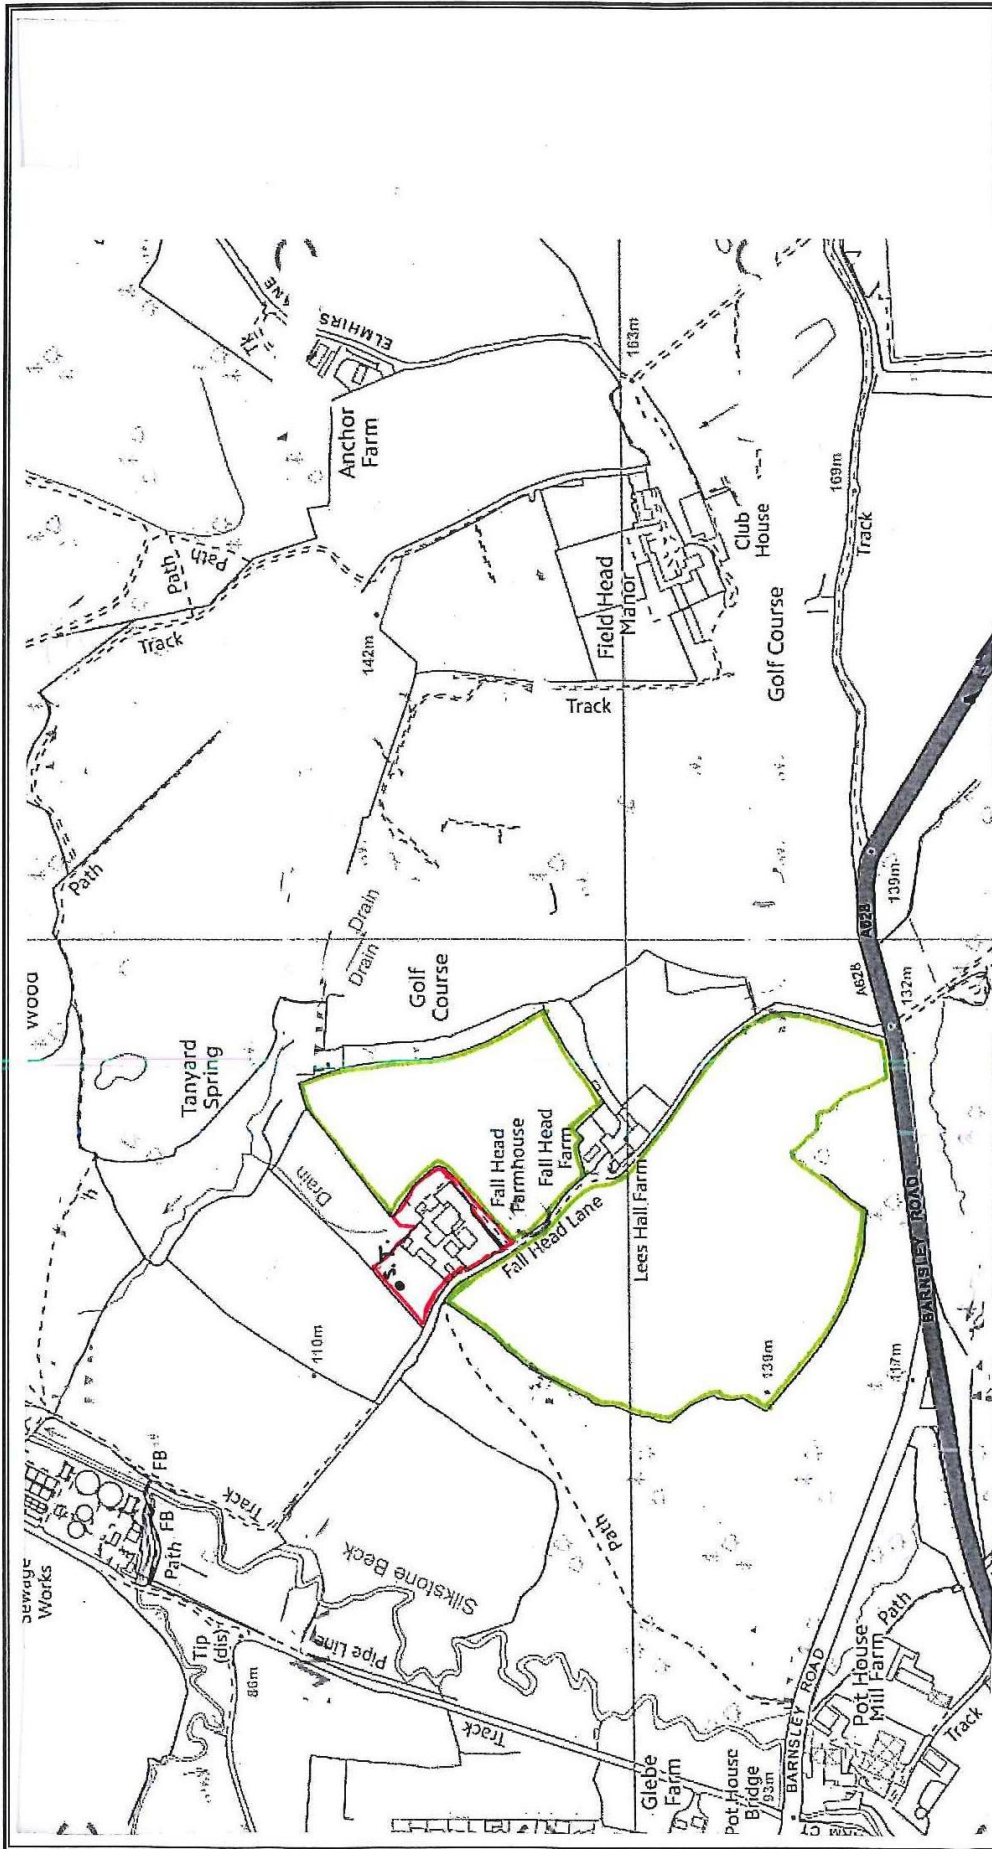 Sewage
Works
FB
Path
FB
Tip
(dis)
86m
Track
Track
Pipe Line
Silkstone Beck
Glebe
Farm
Pot House
Bridge
93m
BARNSLEY ROAD
Pot House
Mill Farm
Path
Track
Path
Wood
Tanyard
Spring
Drain
110m
Fall Head
Farmhouse
Fall Head
Farm
Fall Head Lane
Lees Hall Farm
139m
117m
BARNSLEY ROAD
132m
A628
A628
139m
Golf
Course
Drain
Drain
Path
Track
Path
Path
142m
Track
Field Head
Manor
Club
House
Golf Course
Track
169m
163m
Anchor
Farm
ELMHIRS
ANE
Tk